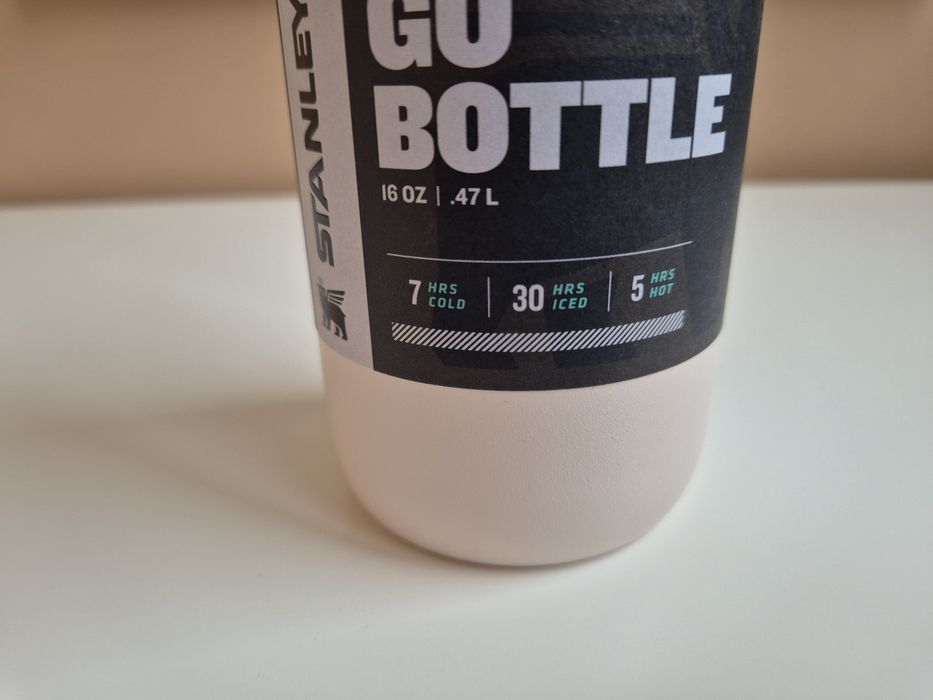 STANLEY
GO
BOTTLE
16 OZ | .47 L
7 HRS COLD | 30 HRS ICED | 5 HRS HOT